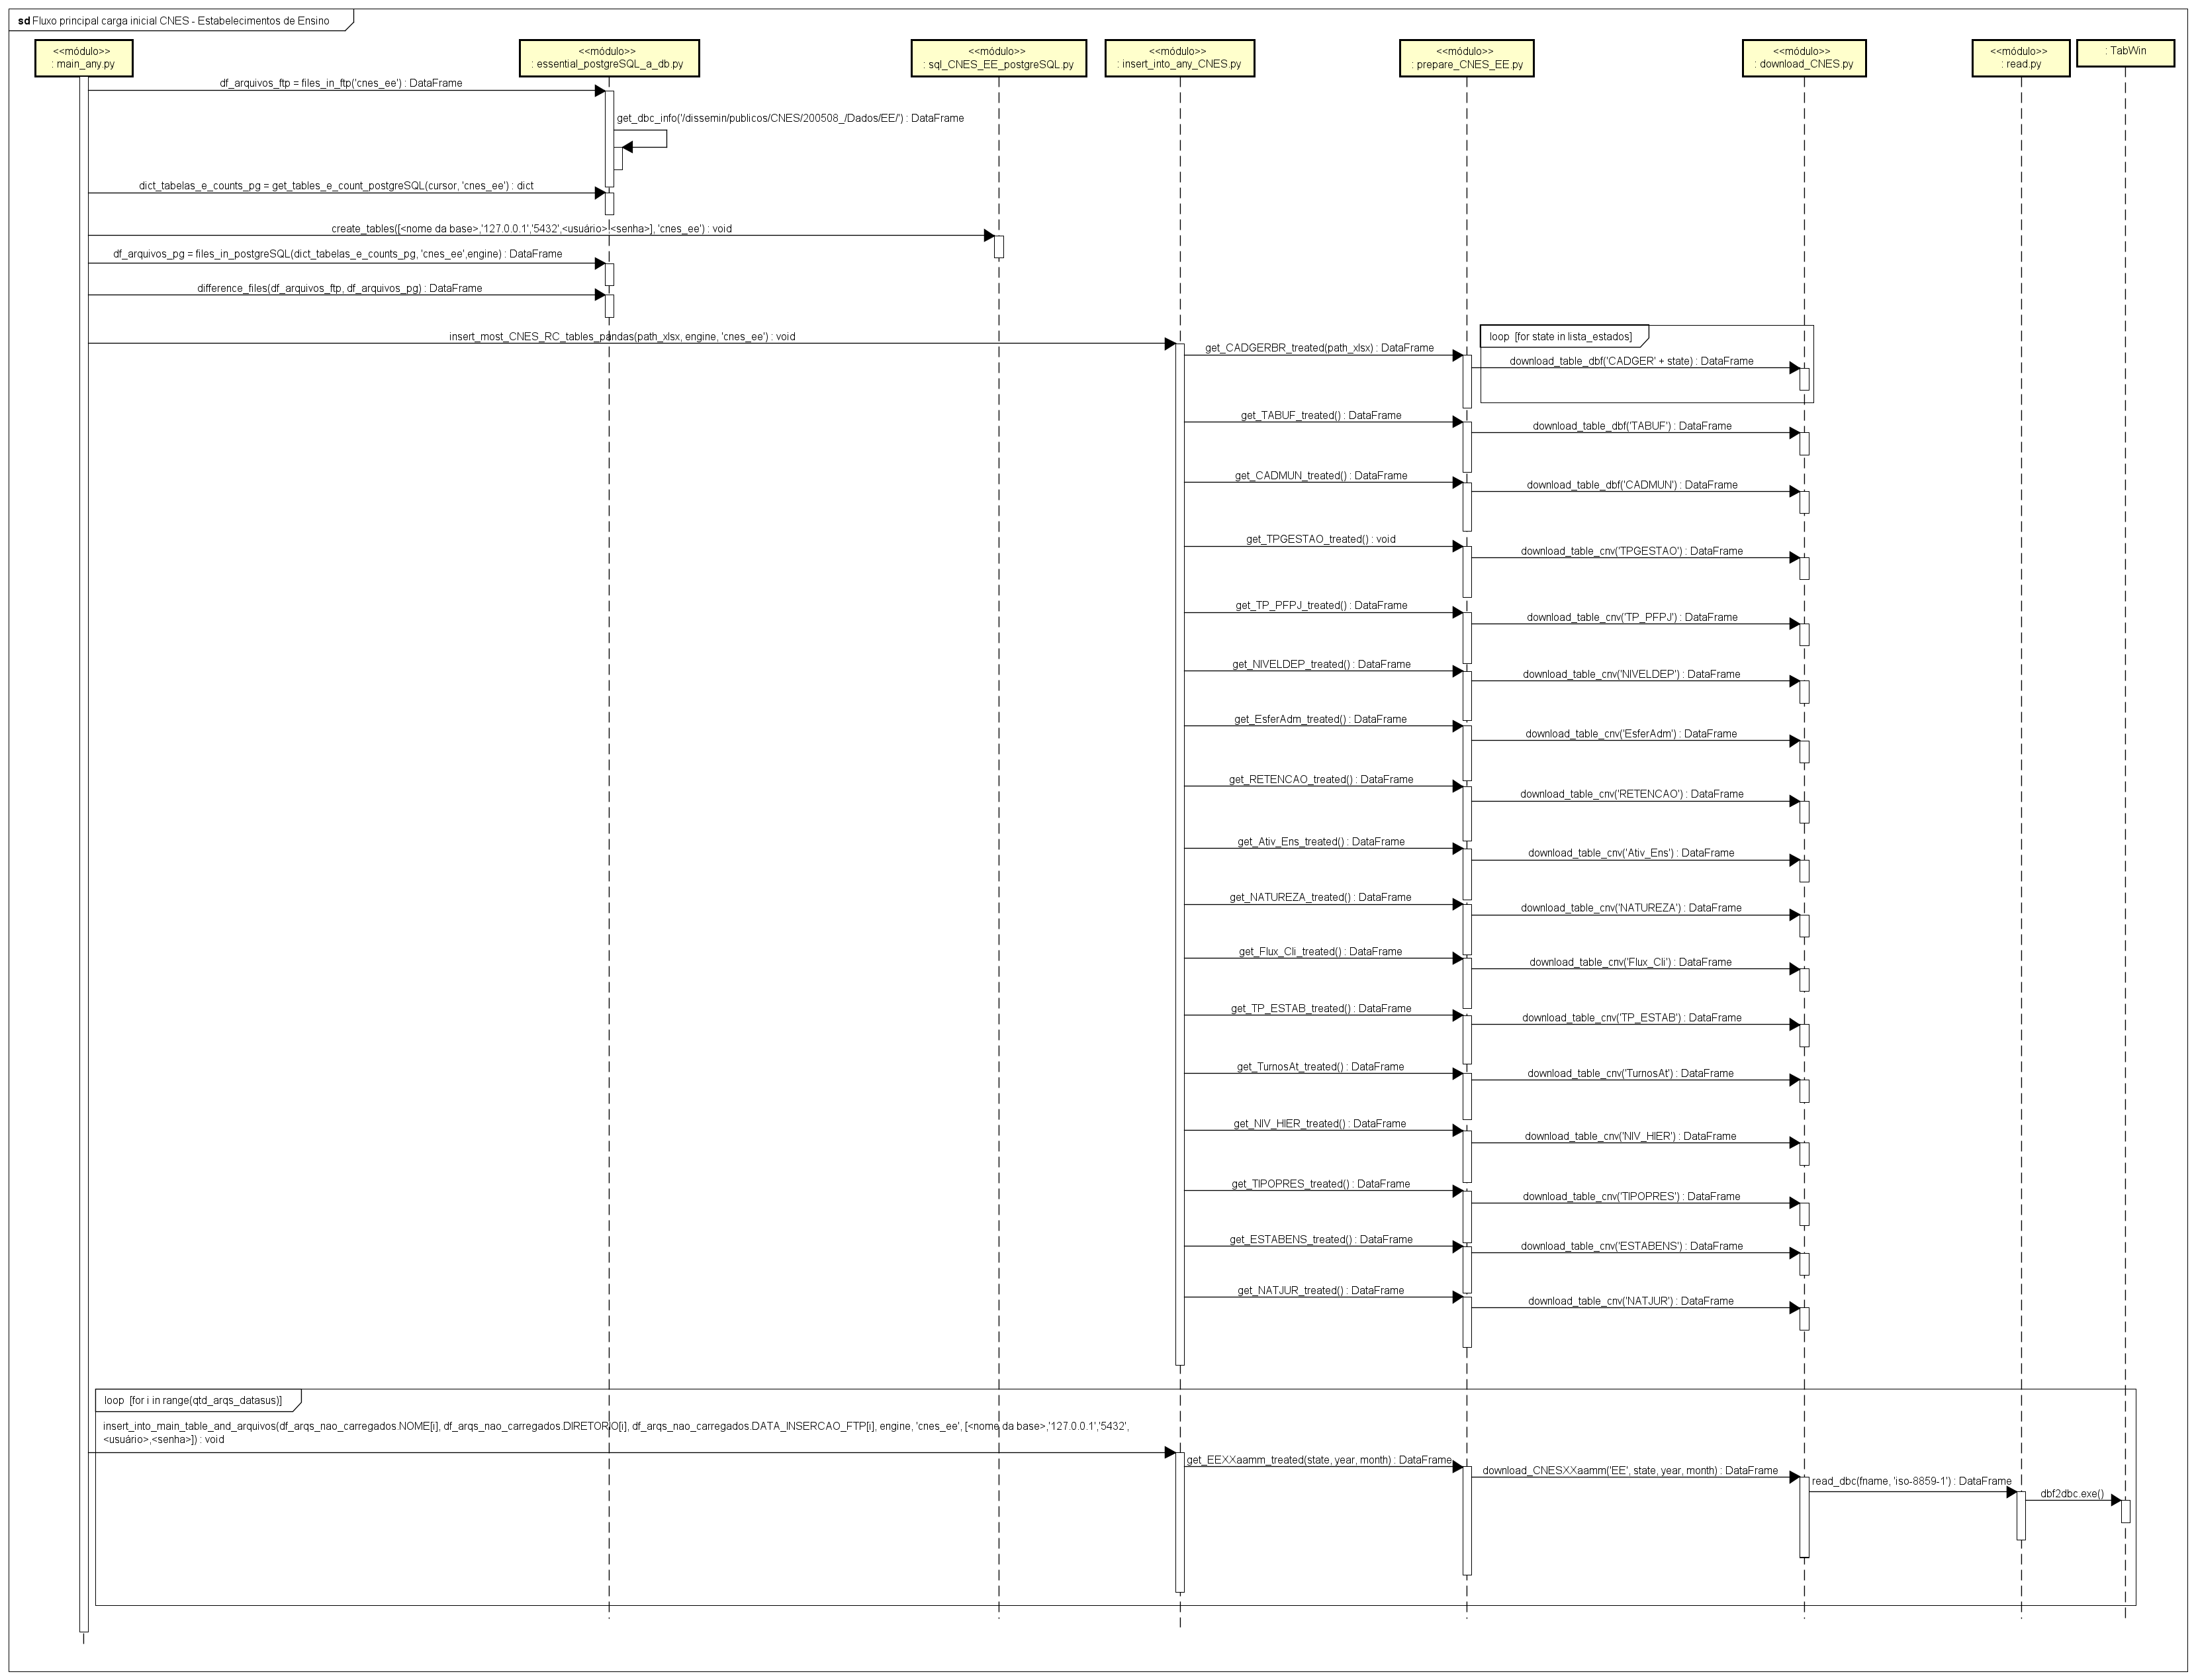 sd Fluxo principal carga inicial CNES - Estabelecimentos de Ensino
<<módulo>>
: main_any.py
<<módulo>>
: essential_postgreSQL_a_db.py
<<módulo>>
: sql_CNES_EE_postgreSQL.py
<<módulo>>
: insert_into_any_CNES.py
<<módulo>>
: prepare_CNES_EE.py
<<módulo>>
: download_CNES.py
<<módulo>>
: read.py
: TabWin
df_arquivos_ftp = files_in_ftp('cnes_ee') : DataFrame
get_dbc_info('/dissemin/publicos/CNES/200508_/Dados/EE/') : DataFrame
dict_tabelas_e_counts_pg = get_tables_e_count_postgreSQL(cursor, 'cnes_ee') : dict
create_tables([<nome da base>,'127.0.0.1','5432',<usuário>,<senha>], 'cnes_ee') : void
df_arquivos_pg = files_in_postgreSQL(dict_tabelas_e_counts_pg, 'cnes_ee',engine) : DataFrame
difference_files(df_arquivos_ftp, df_arquivos_pg) : DataFrame
insert_most_CNES_RC_tables_pandas(path_xlsx, engine, 'cnes_ee') : void
loop [for state in lista_estados]
get_CADGERBR_treated(path_xlsx) : DataFrame
download_table_dbf('CADGER' + state) : DataFrame
get_TABUF_treated() : DataFrame
download_table_dbf('TABUF') : DataFrame
get_CADMUN_treated() : DataFrame
download_table_dbf('CADMUN') : DataFrame
get_TPGESTAO_treated() : void
download_table_cnv('TPGESTAO') : DataFrame
get_TP_PFPJ_treated() : DataFrame
download_table_cnv('TP_PFPJ') : DataFrame
get_NIVELDEP_treated() : DataFrame
download_table_cnv('NIVELDEP') : DataFrame
get_EsferAdm_treated() : DataFrame
download_table_cnv('EsferAdm') : DataFrame
get_RETENCAO_treated() : DataFrame
download_table_cnv('RETENCAO') : DataFrame
get_Ativ_Ens_treated() : DataFrame
download_table_cnv('Ativ_Ens') : DataFrame
get_NATUREZA_treated() : DataFrame
download_table_cnv('NATUREZA') : DataFrame
get_Flux_Cli_treated() : DataFrame
download_table_cnv('Flux_Cli') : DataFrame
get_TP_ESTAB_treated() : DataFrame
download_table_cnv('TP_ESTAB') : DataFrame
get_TurnosAt_treated() : DataFrame
download_table_cnv('TurnosAt') : DataFrame
get_NIV_HIER_treated() : DataFrame
download_table_cnv('NIV_HIER') : DataFrame
get_TIPOPRES_treated() : DataFrame
download_table_cnv('TIPOPRES') : DataFrame
get_ESTABENS_treated() : DataFrame
download_table_cnv('ESTABENS') : DataFrame
get_NATJUR_treated() : DataFrame
download_table_cnv('NATJUR') : DataFrame
loop [for i in range(qtd_arqs_datasus)]
insert_into_main_table_and_arquivos(df_arqs_nao_carregados.NOME[i], df_arqs_nao_carregados.DIRETORIO[i], df_arqs_nao_carregados.DATA_INSERCAO_FTP[i], engine, 'cnes_ee', [<nome da base>,'127.0.0.1','5432',
<usuário>,<senha>]) : void
get_EEXXaamm_treated(state, year, month) : DataFrame
download_CNESXXaamm('EE', state, year, month) : DataFrame
read_dbc(fname, 'iso-8859-1') : DataFrame
dbf2dbc.exe()